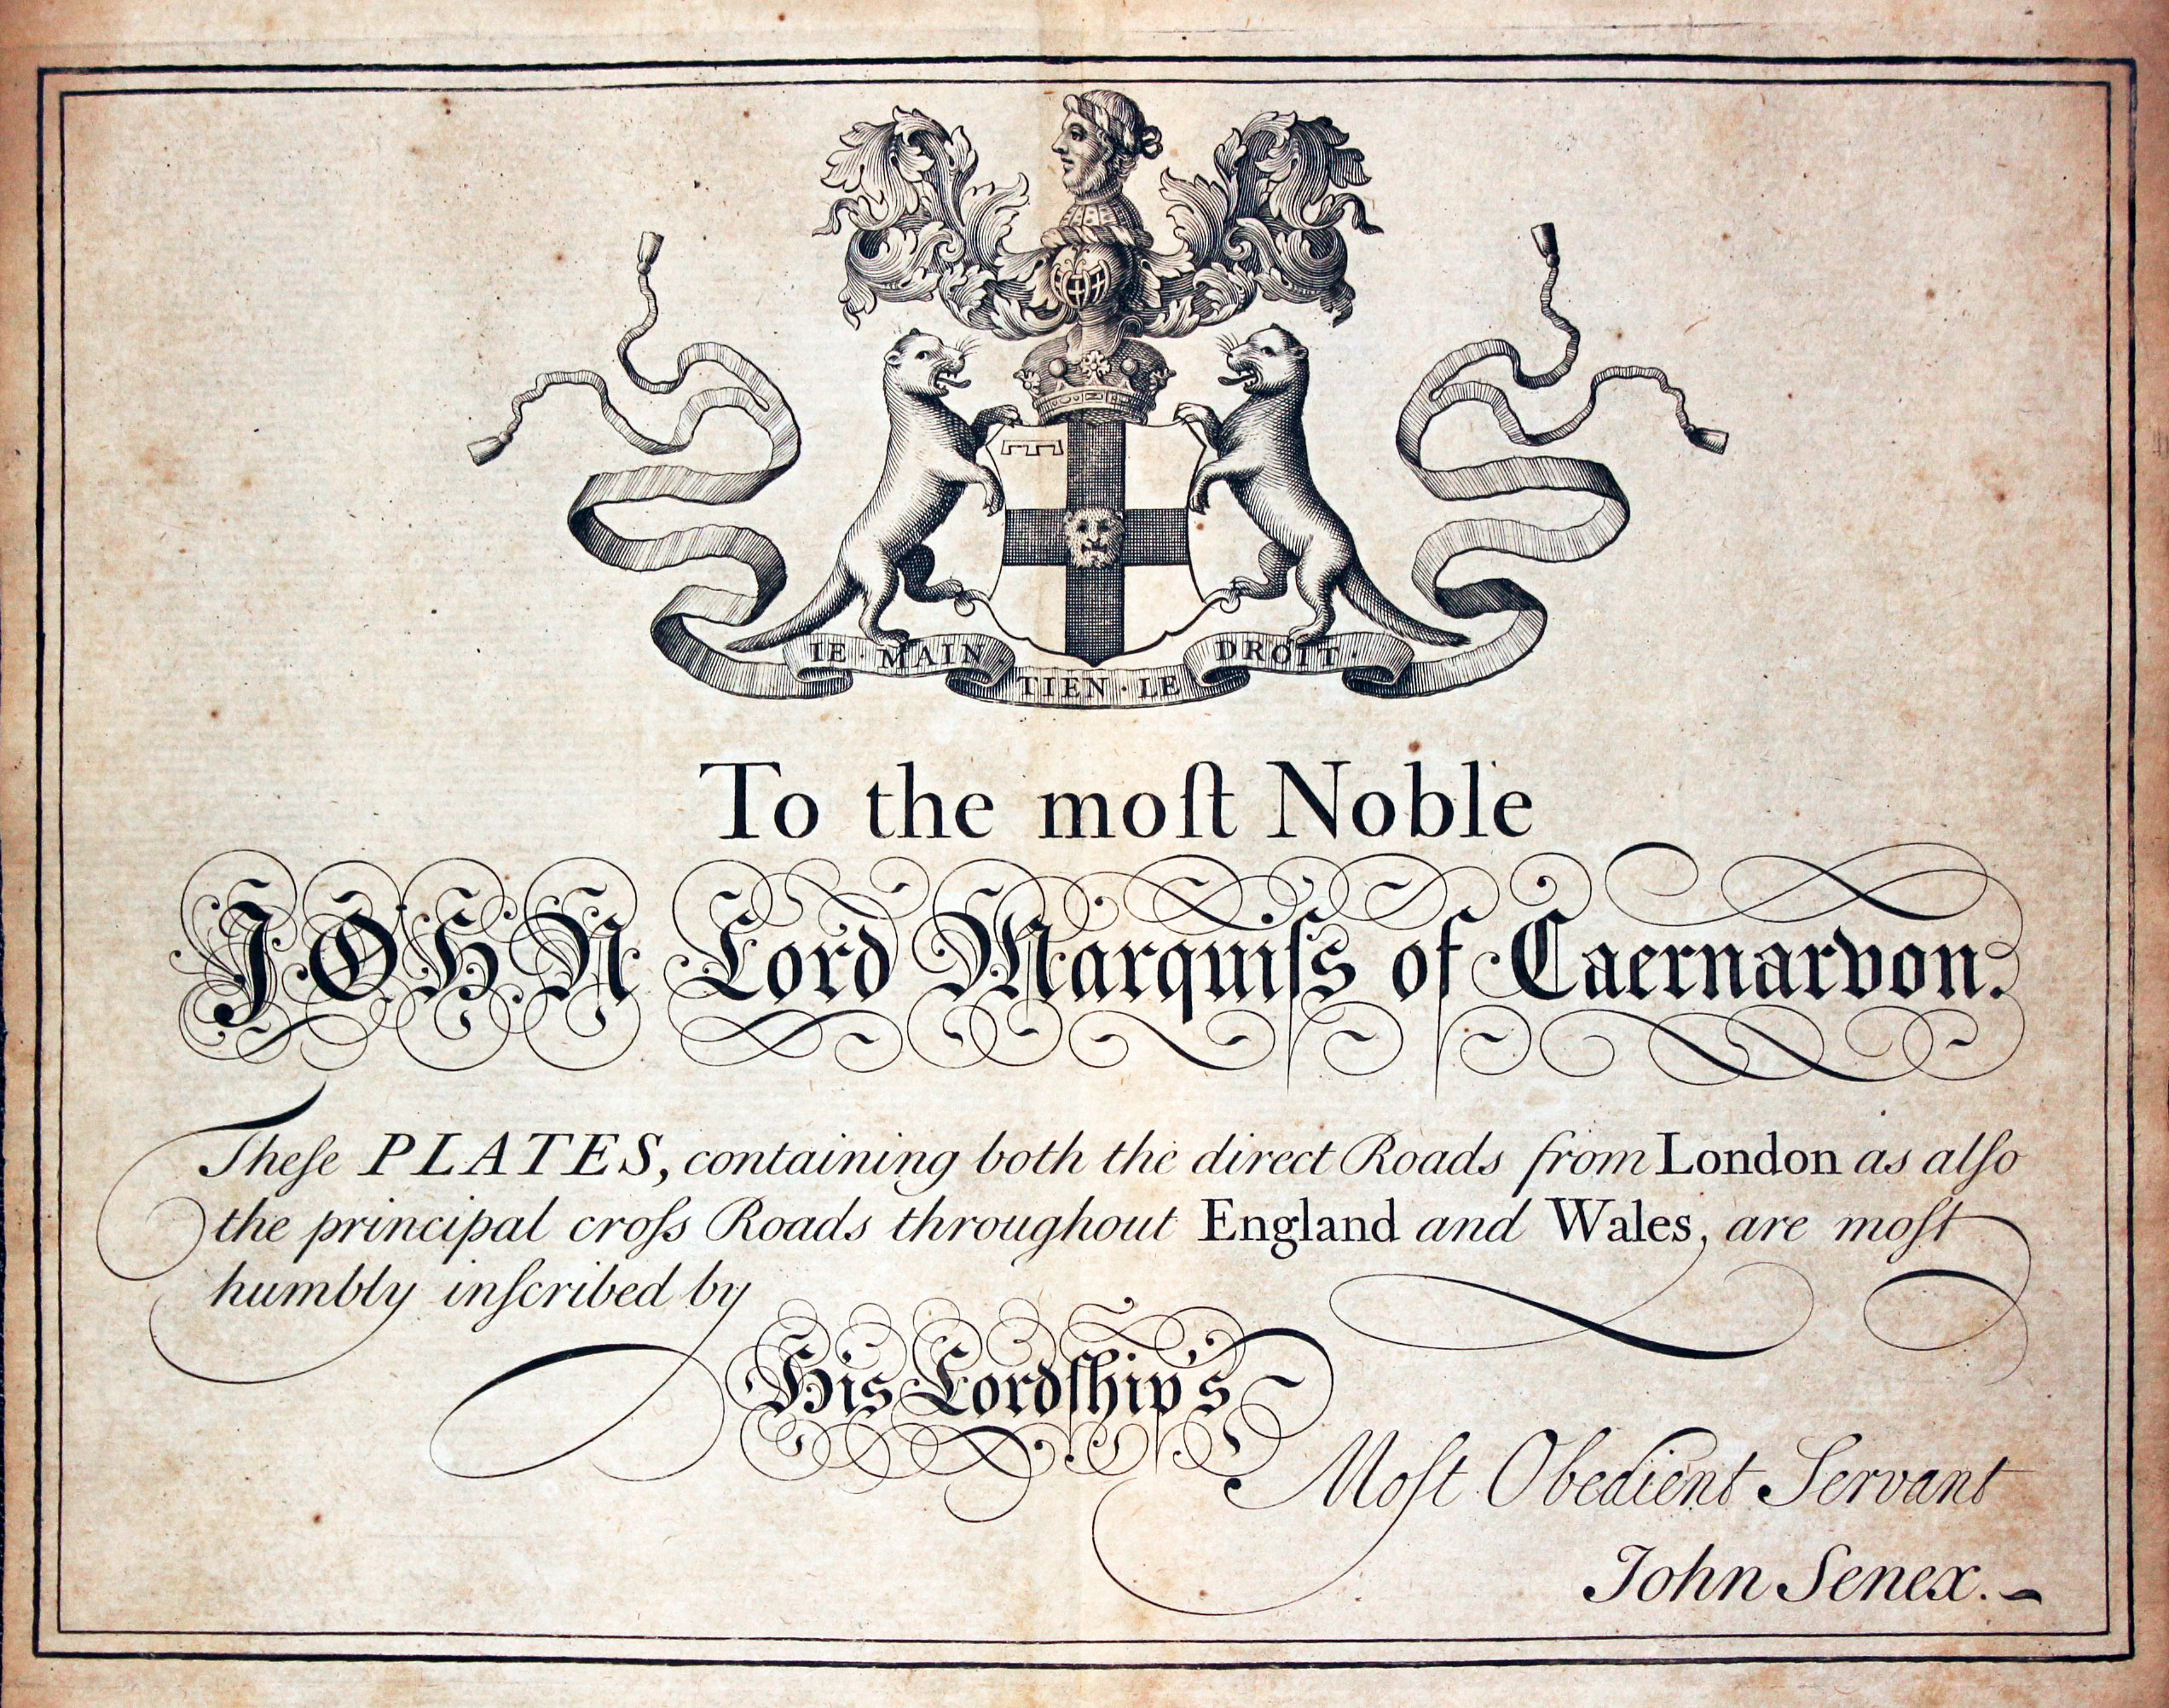 IE · MAIN · TIEN · LE DROIT ·
To the moſt Noble
JOHN Lord Marquiſs of Caernarvon.
Theſe PLATES, containing both the direct Roads from London as alſo
the principal croſs Roads throughout England and Wales, are moſt
humbly inſcribed by
His Lordſhip's
Moſt Obedient Servant
John Senex.